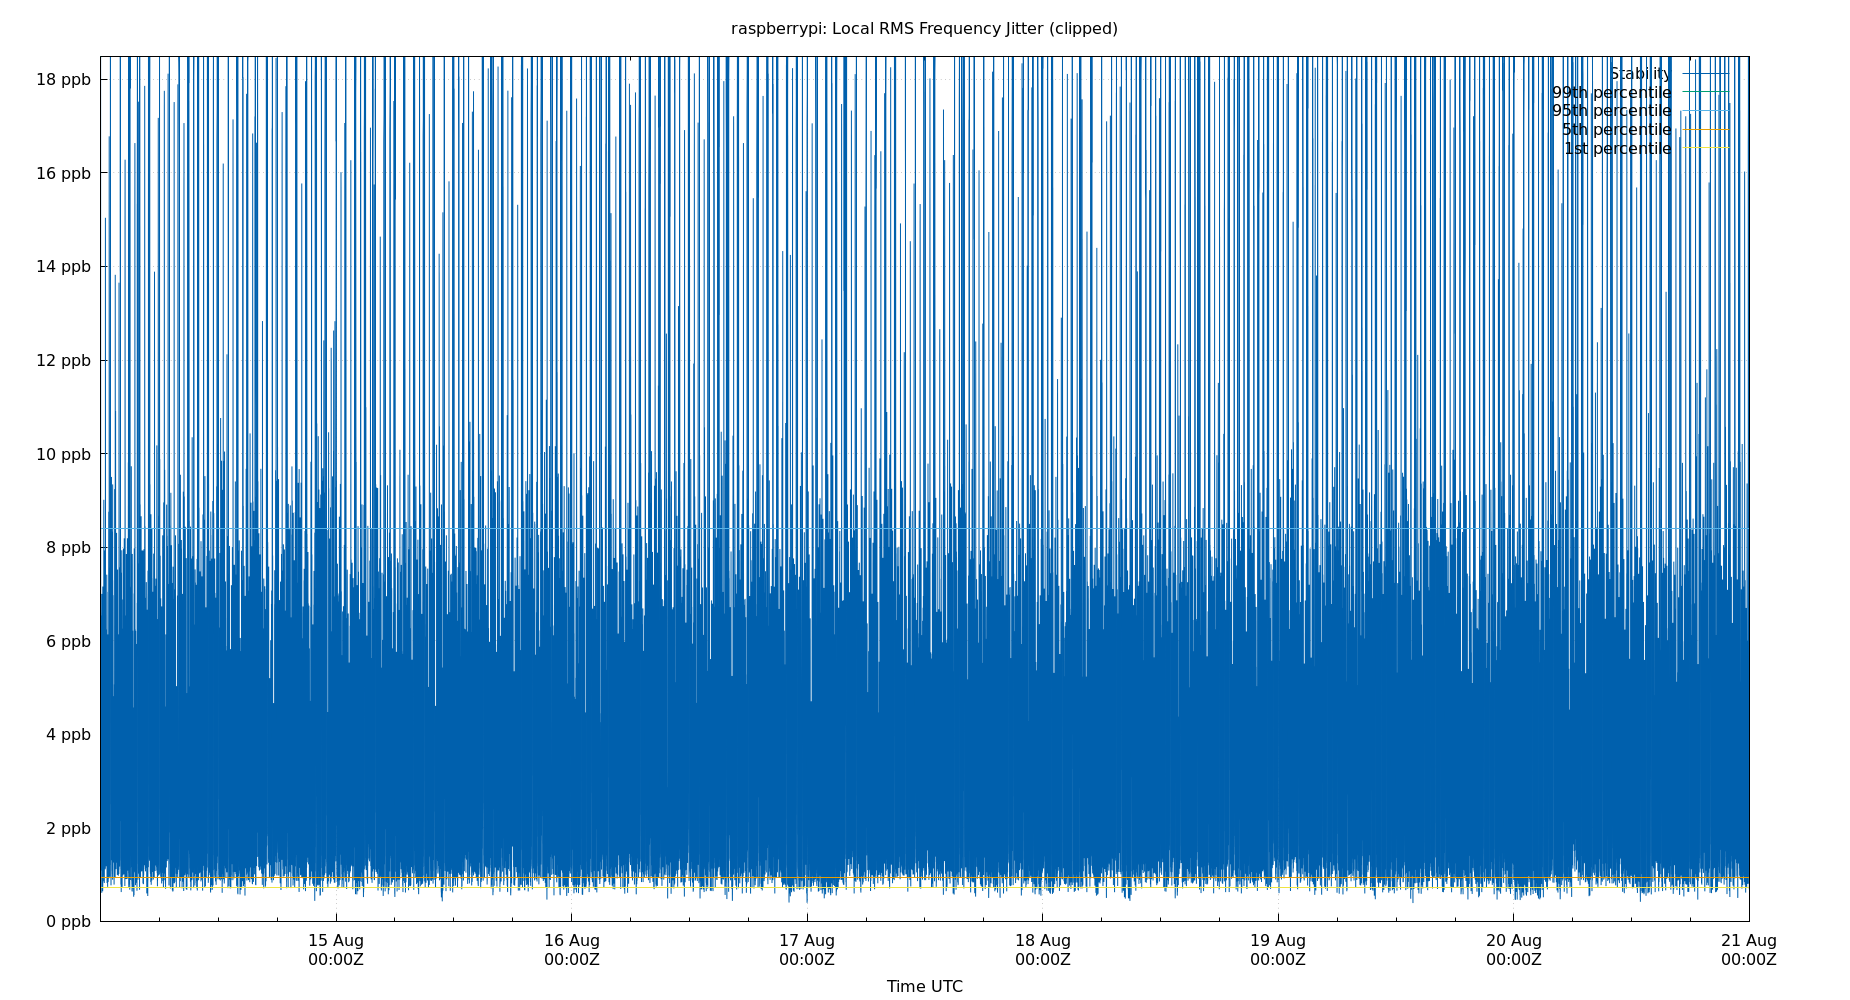 raspberrypi: Local RMS Frequency Jitter (clipped)
18 ppb
16 ppb
14 ppb
12 ppb
10 ppb
8 ppb
6 ppb
4 ppb
2 ppb
0 ppb
Stability
99th percentile
95th percentile
5th percentile
1st percentile
15 Aug
00:00Z
16 Aug
00:00Z
17 Aug
00:00Z
18 Aug
00:00Z
19 Aug
00:00Z
20 Aug
00:00Z
21 Aug
00:00Z
Time UTC